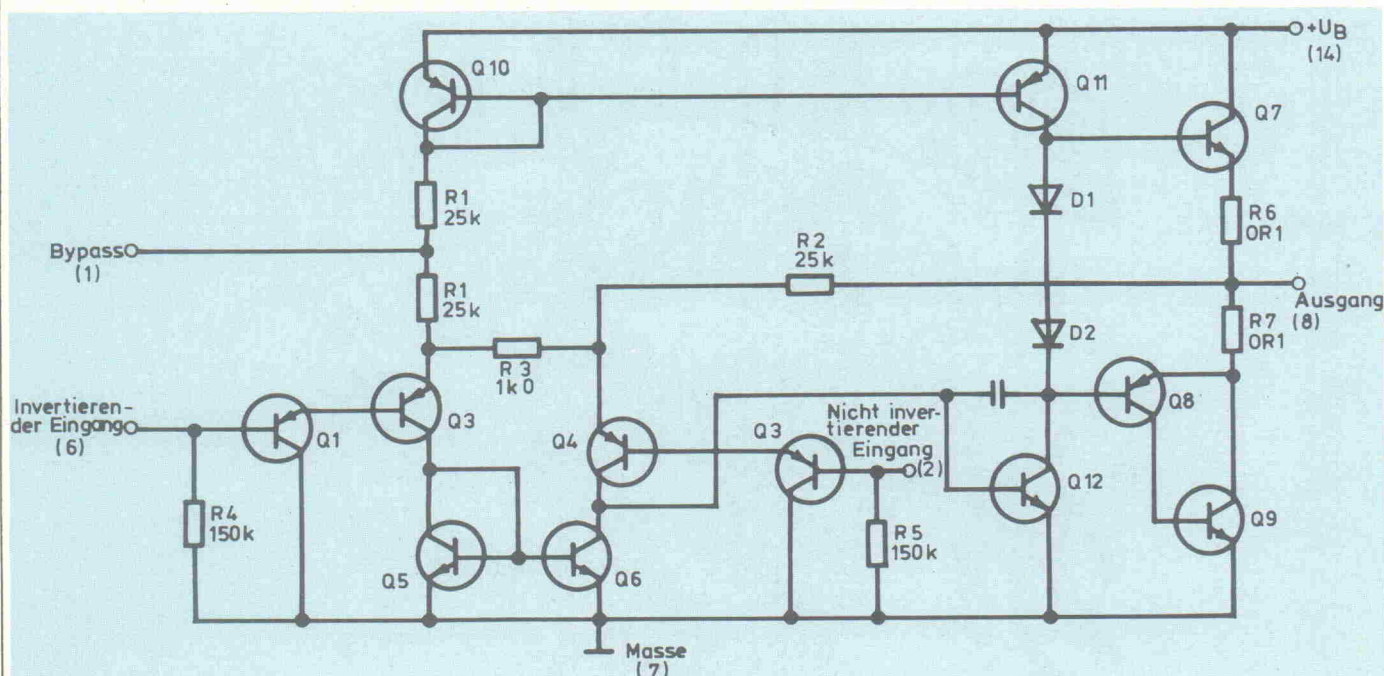 +UB
(14)
Q10
Q11
Q7
R1
25k
D1
R6
0R1
Bypass
(1)
R2
25k
Ausgang
(8)
R1
25k
R7
0R1
D2
R3
1k0
Invertieren-
der Eingang
(6)
Q1
Q3
Q4
Q3
Nicht inver-
tierender
Eingang
(2)
Q8
Q12
R4
150k
R5
150k
Q9
Q5
Q6
Masse
(7)